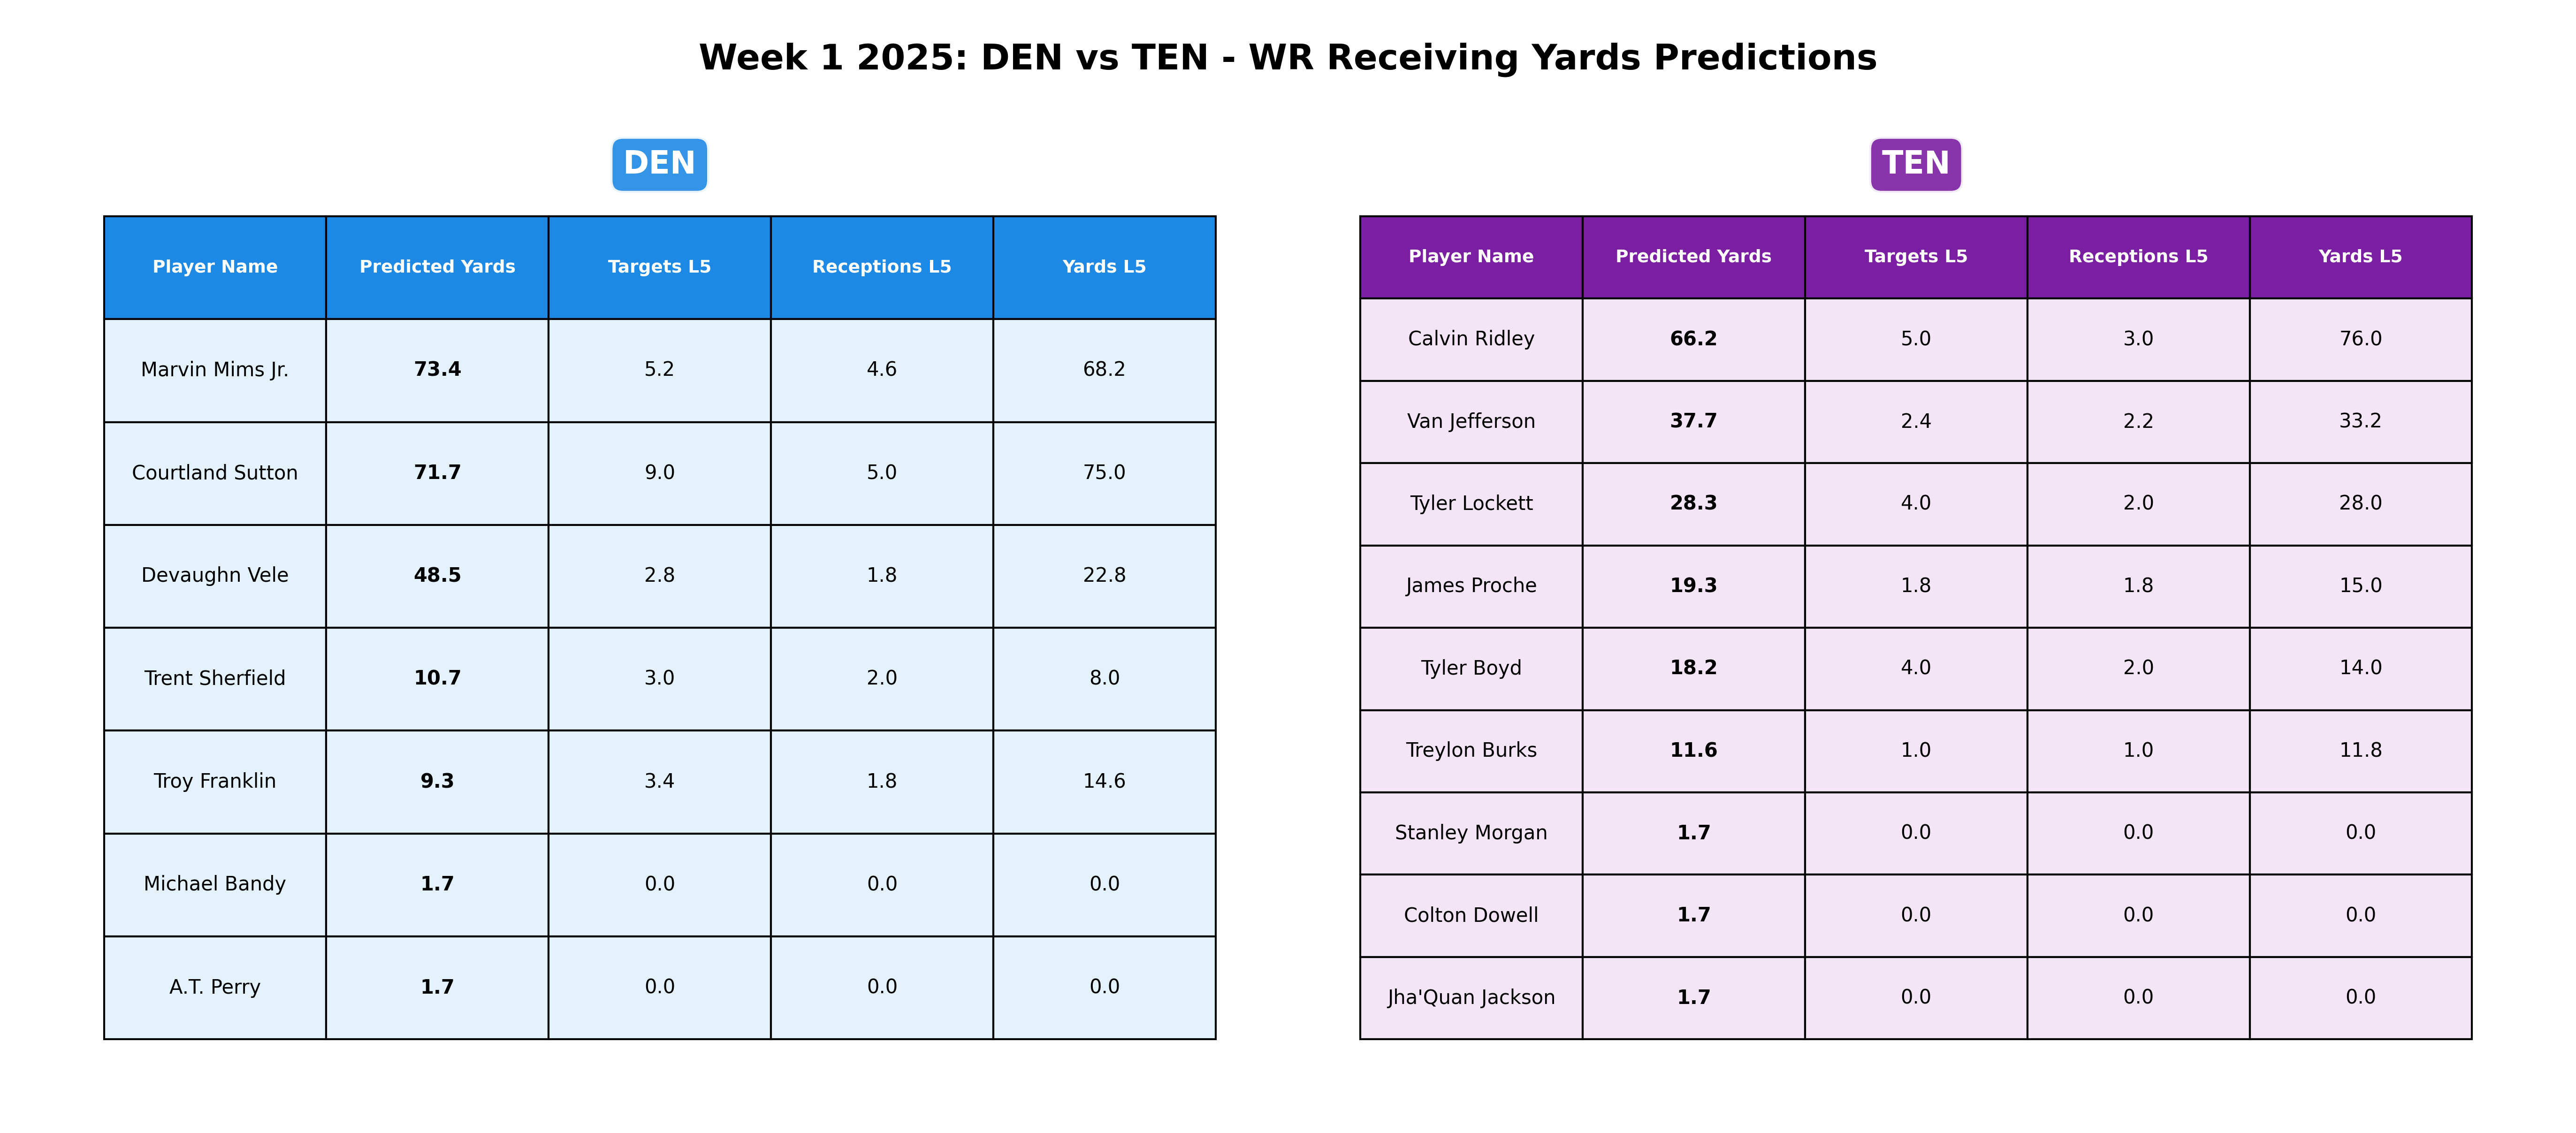 Week 1 2025: DEN vs TEN - WR Receiving Yards Predictions
DEN
Player Name Predicted Yards Targets L5 Receptions L5 Yards L5
Marvin Mims Jr. 73.4 5.2 4.6 68.2
Courtland Sutton 71.7 9.0 5.0 75.0
Devaughn Vele 48.5 2.8 1.8 22.8
Trent Sherfield 10.7 3.0 2.0 8.0
Troy Franklin 9.3 3.4 1.8 14.6
Michael Bandy 1.7 0.0 0.0 0.0
A.T. Perry 1.7 0.0 0.0 0.0
TEN
Player Name Predicted Yards Targets L5 Receptions L5 Yards L5
Calvin Ridley 66.2 5.0 3.0 76.0
Van Jefferson 37.7 2.4 2.2 33.2
Tyler Lockett 28.3 4.0 2.0 28.0
James Proche 19.3 1.8 1.8 15.0
Tyler Boyd 18.2 4.0 2.0 14.0
Treylon Burks 11.6 1.0 1.0 11.8
Stanley Morgan 1.7 0.0 0.0 0.0
Colton Dowell 1.7 0.0 0.0 0.0
Jha'Quan Jackson 1.7 0.0 0.0 0.0